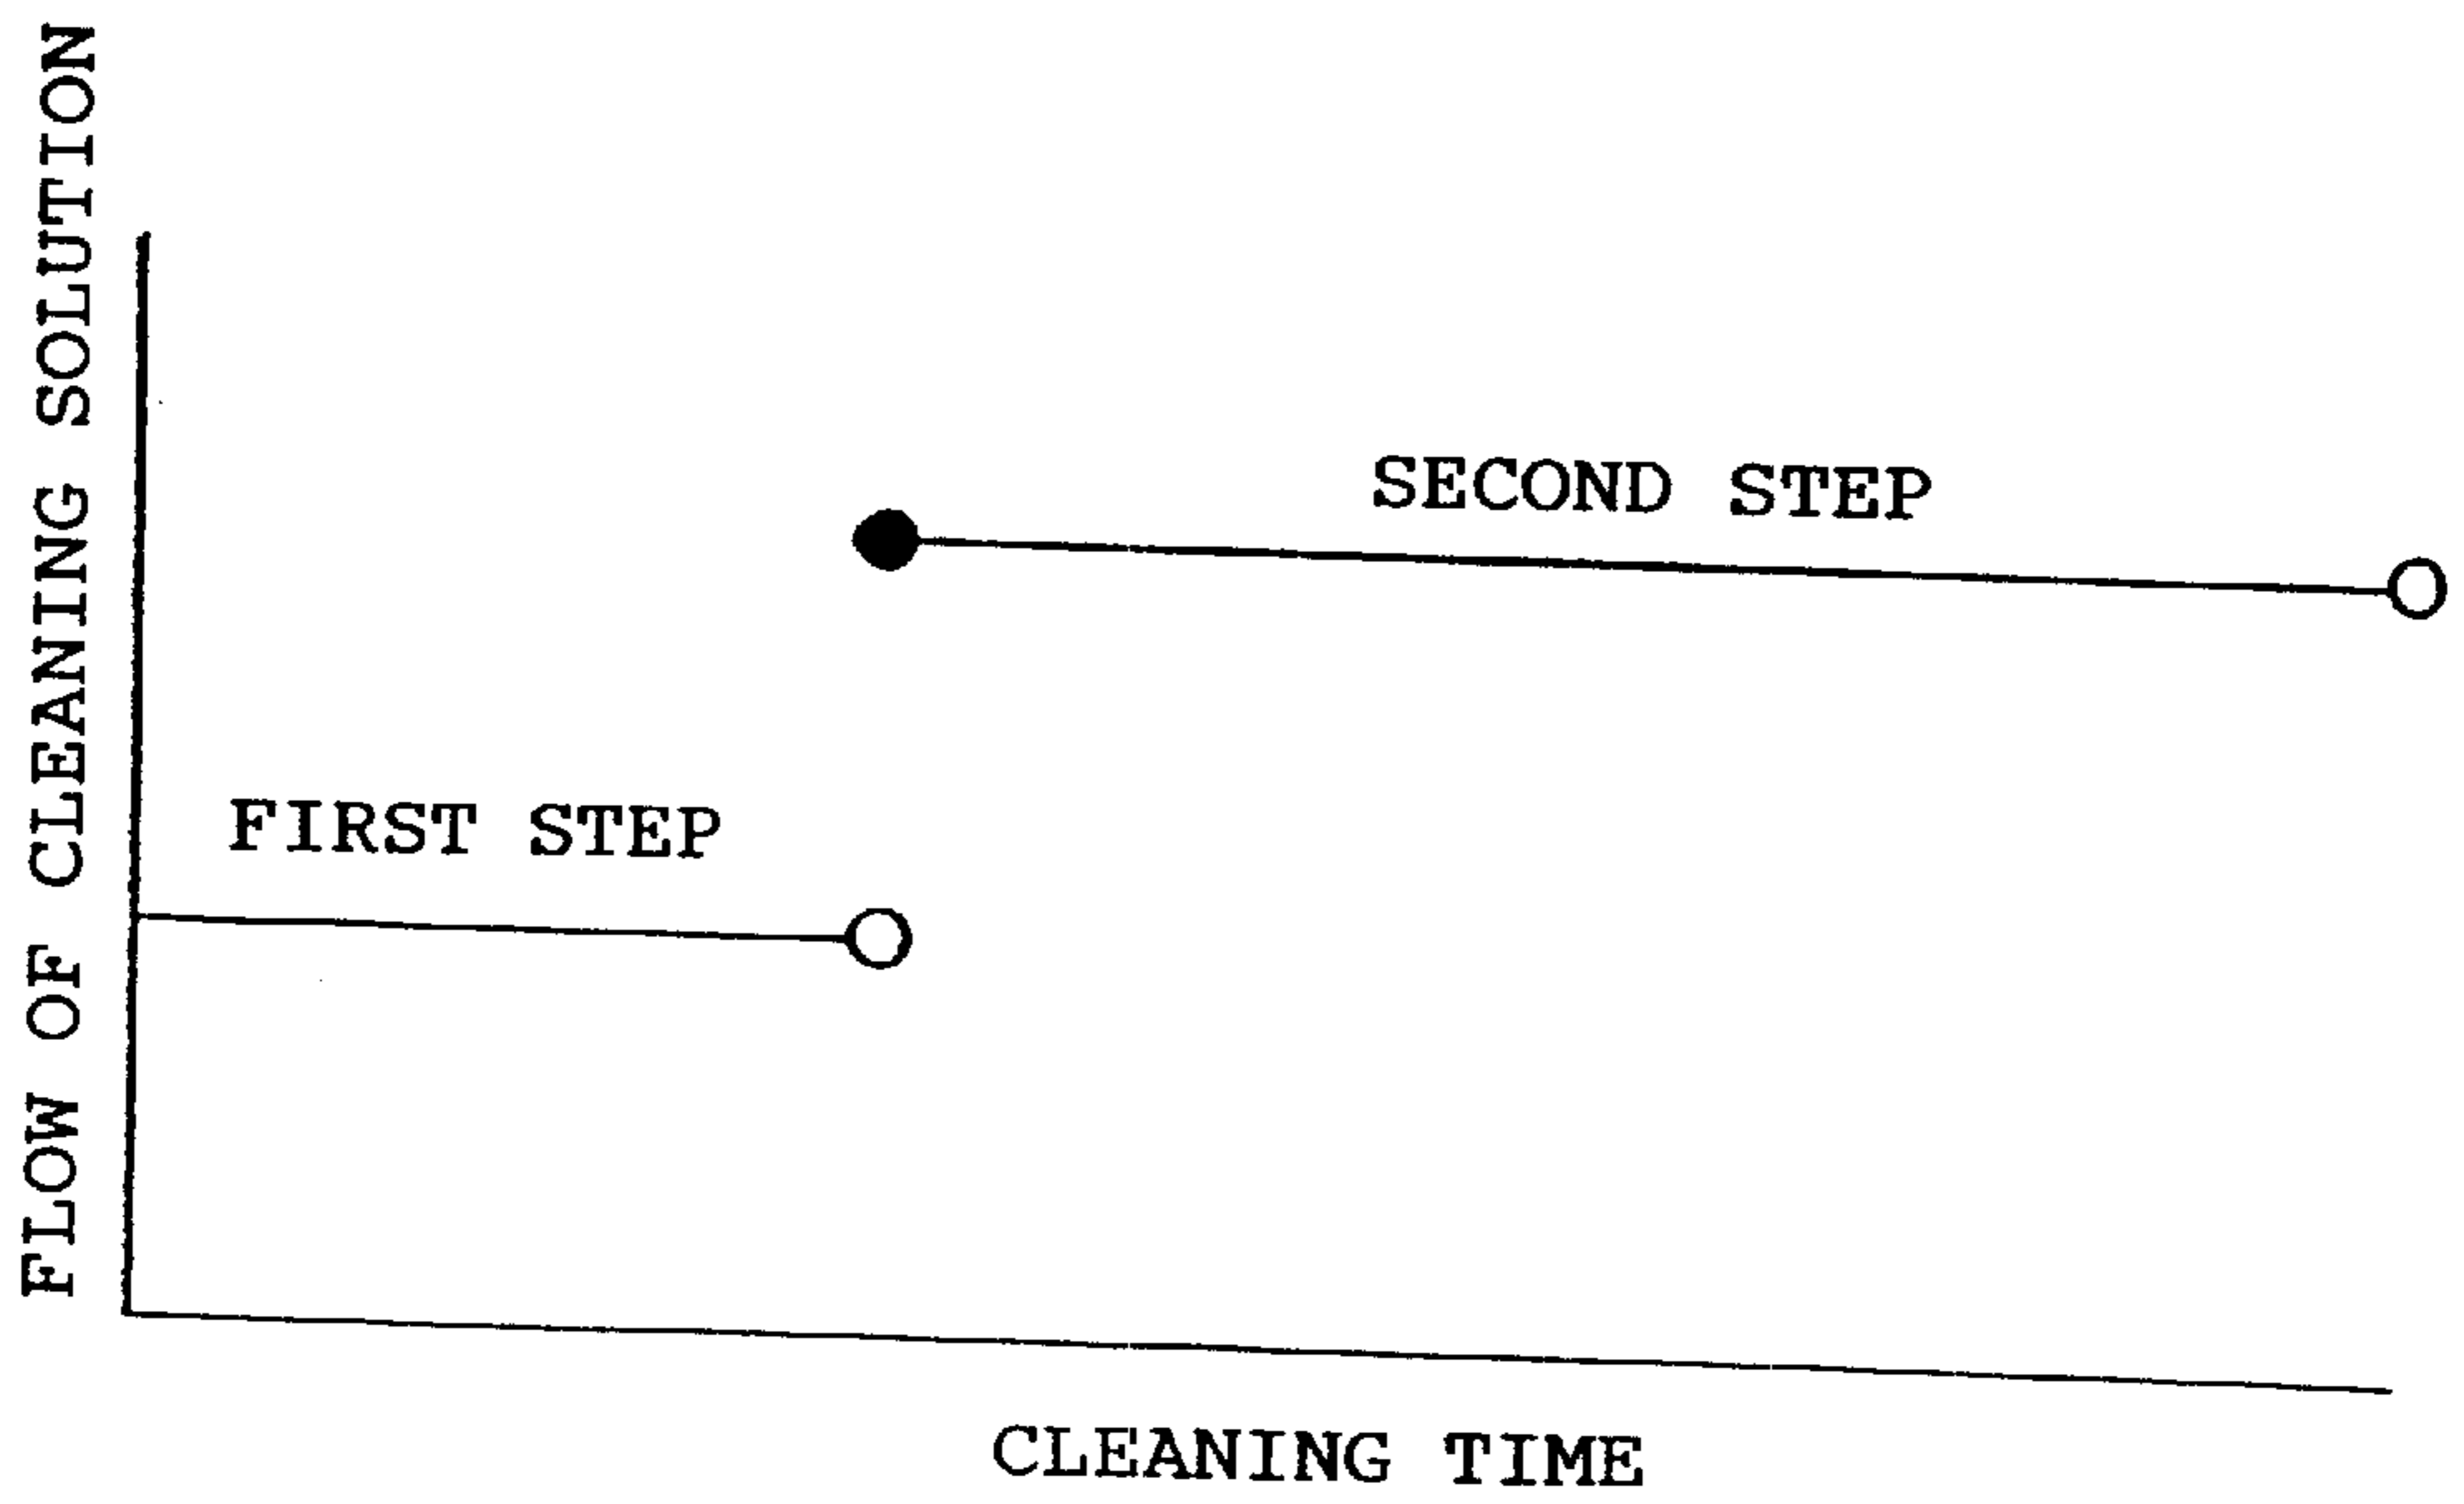 FLOW OF CLEANING SOLUTION
SECOND STEP
FIRST STEP
CLEANING TIME